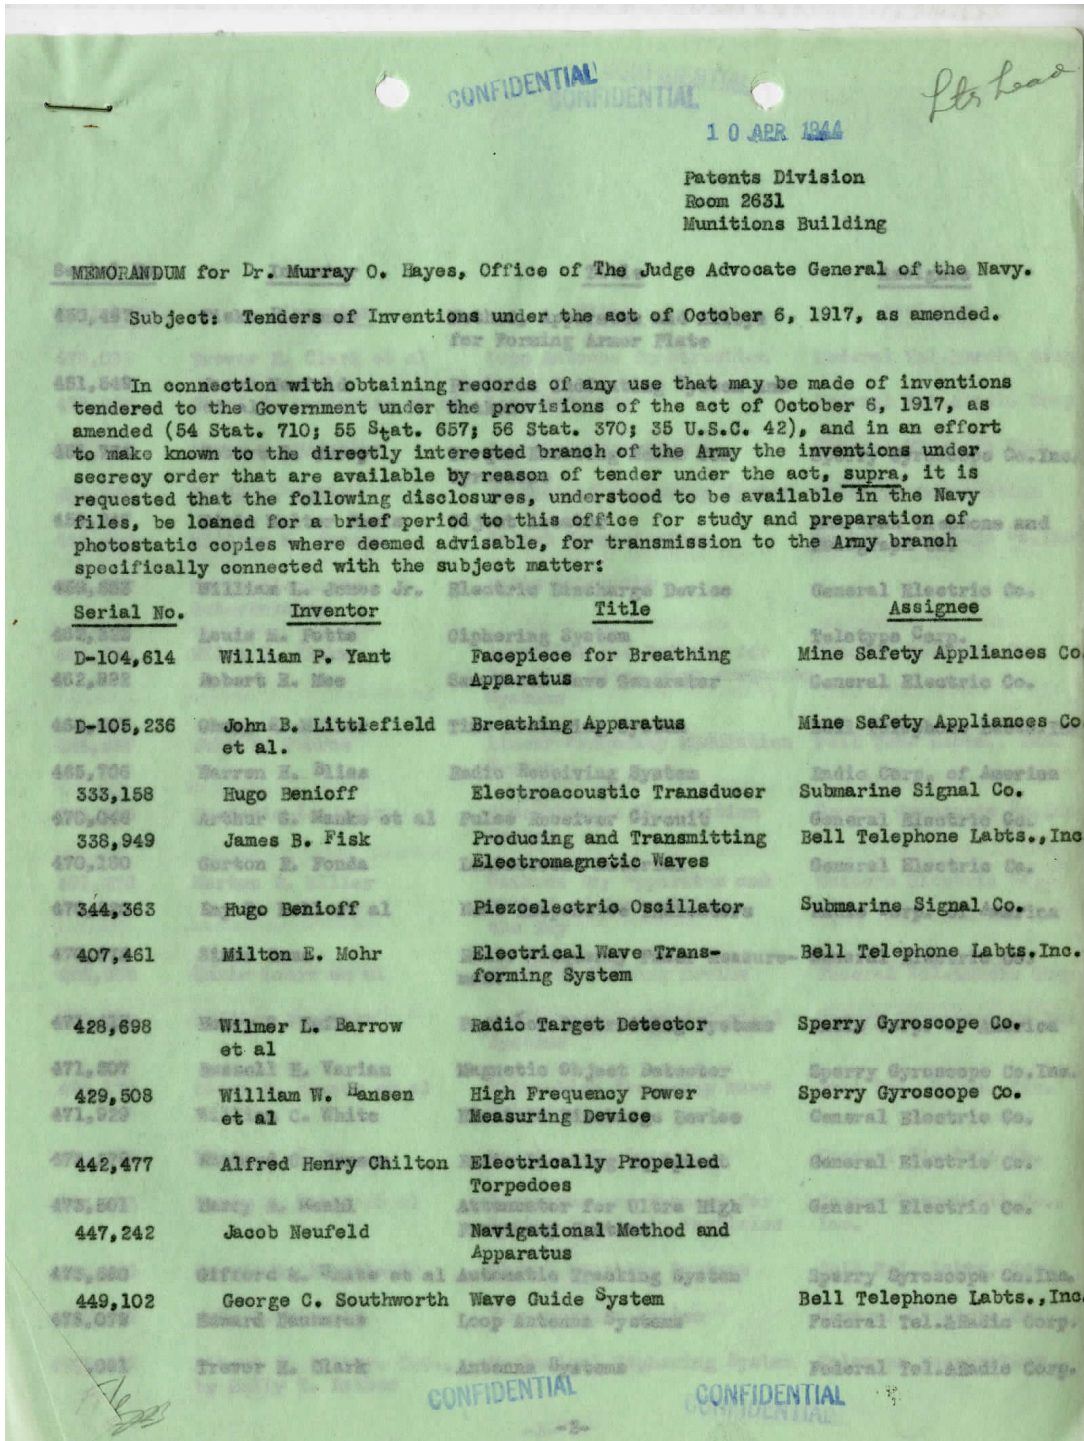 CONFIDENTIAL
CONFIDENTIAL
10 APR 1944
Patents Division
Room 2631
Munitions Building
MEMORANDUM for Dr. Murray O. Hayes, Office of The Judge Advocate General of the Navy.
Subject: Tenders of Inventions under the act of October 6, 1917, as amended.
In connection with obtaining records of any use that may be made of inventions
tendered to the Government under the provisions of the act of October 6, 1917, as
amended (54 Stat. 710; 55 Stat. 657; 56 Stat. 370; 35 U.S.C. 42), and in an effort
to make known to the directly interested branch of the Army the inventions under
secrecy order that are available by reason of tender under the act, supra, it is
requested that the following disclosures, understood to be available in the Navy
files, be loaned for a brief period to this office for study and preparation of
photostatic copies where deemed advisable, for transmission to the Army branch
specifically connected with the subject matter:
Serial No. Inventor Title Assignee
D-104,614 William P. Yant Facepiece for Breathing Mine Safety Appliances Co
Apparatus
D-105,236 John B. Littlefield Breathing Apparatus Mine Safety Appliances Co
et al.
333,158 Hugo Benioff Electroacoustic Transducer Submarine Signal Co.
338,949 James B. Fisk Producing and Transmitting Bell Telephone Labts.,Inc
Electromagnetic Waves
344,363 Hugo Benioff Piezoelectric Oscillator Submarine Signal Co.
407,461 Milton E. Mohr Electrical Wave Trans- Bell Telephone Labts.Inc.
forming System
428,698 Wilmer L. Barrow Radio Target Detector Sperry Gyroscope Co.
et al
429,508 William W. Hansen High Frequency Power Sperry Gyroscope Co.
et al Measuring Device
442,477 Alfred Henry Chilton Electrically Propelled
Torpedoes
447,242 Jacob Neufeld Navigational Method and
Apparatus
449,102 George C. Southworth Wave Guide System Bell Telephone Labts.,Inc
CONFIDENTIAL CONFIDENTIAL
-2-